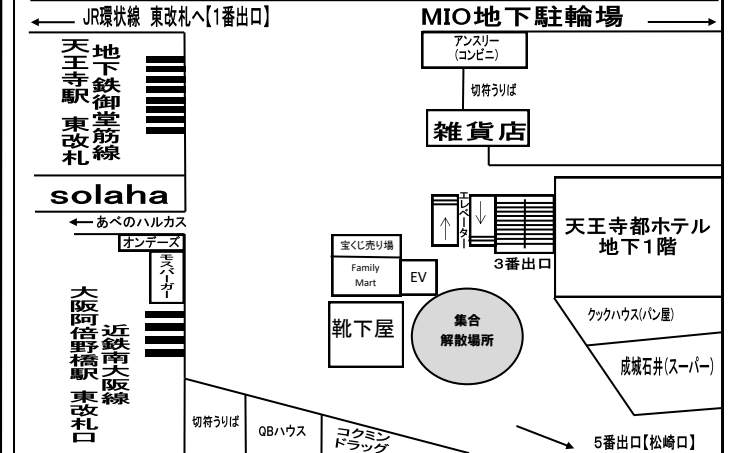 JR環状線 東改札へ【1番出口】
MIO地下駐輪場
アンスリー
(コンビニ)
切符うりば
雑貨店
地下鉄御堂筋線
天王寺駅 東改札
solaha
あべのハルカス
オンデーズ
モスバーガー
近鉄南大阪線
大阪阿倍野橋駅 東改札口
エレベーター
3番出口
天王寺都ホテル
地下1階
宝くじ売り場
Family
Mart
EV
靴下屋
集合
解散場所
クックハウス(パン屋)
成城石井(スーパー)
切符うりば
QBハウス
コクミン
ドラッグ
5番出口【松崎口】